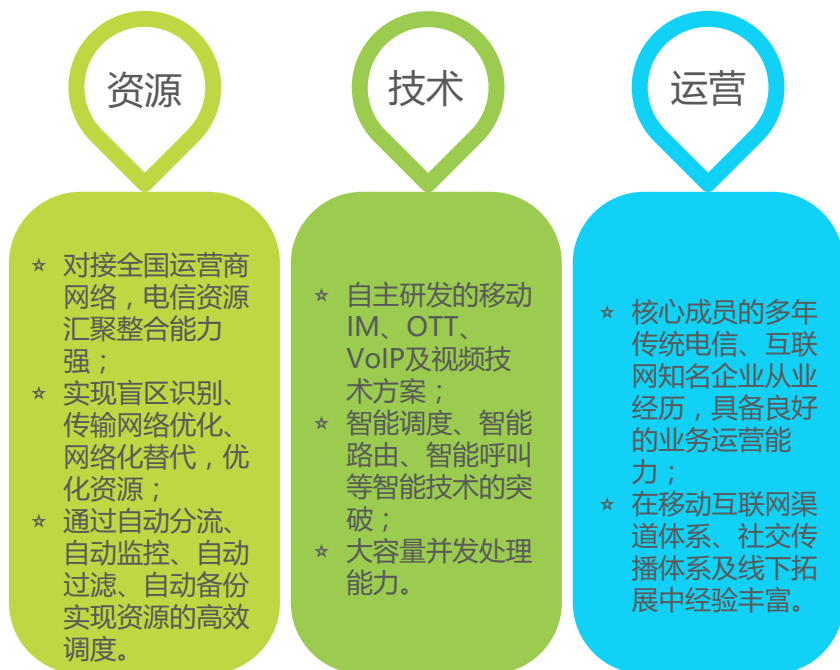 资源
☆ 对接全国运营商
网络，电信资源
汇聚整合能力
强；
☆ 实现盲区识别、
传输网络优化、
网络化替代，优
化资源；
☆ 通过自动分流、
自动监控、自动
过滤、自动备份
实现资源的高效
调度。
技术
☆ 自主研发的移动
IM、OTT、
VoIP及视频技
术方案；
☆ 智能调度、智能
路由、智能呼叫
等智能技术的突
破；
☆ 大容量并发处理
能力。
运营
☆ 核心成员的多年
传统电信、互联
网知名企业从业
经历，具备良好
的业务运营能
力；
☆ 在移动互联网渠
道体系、社交传
播体系及线下拓
展中经验丰富。